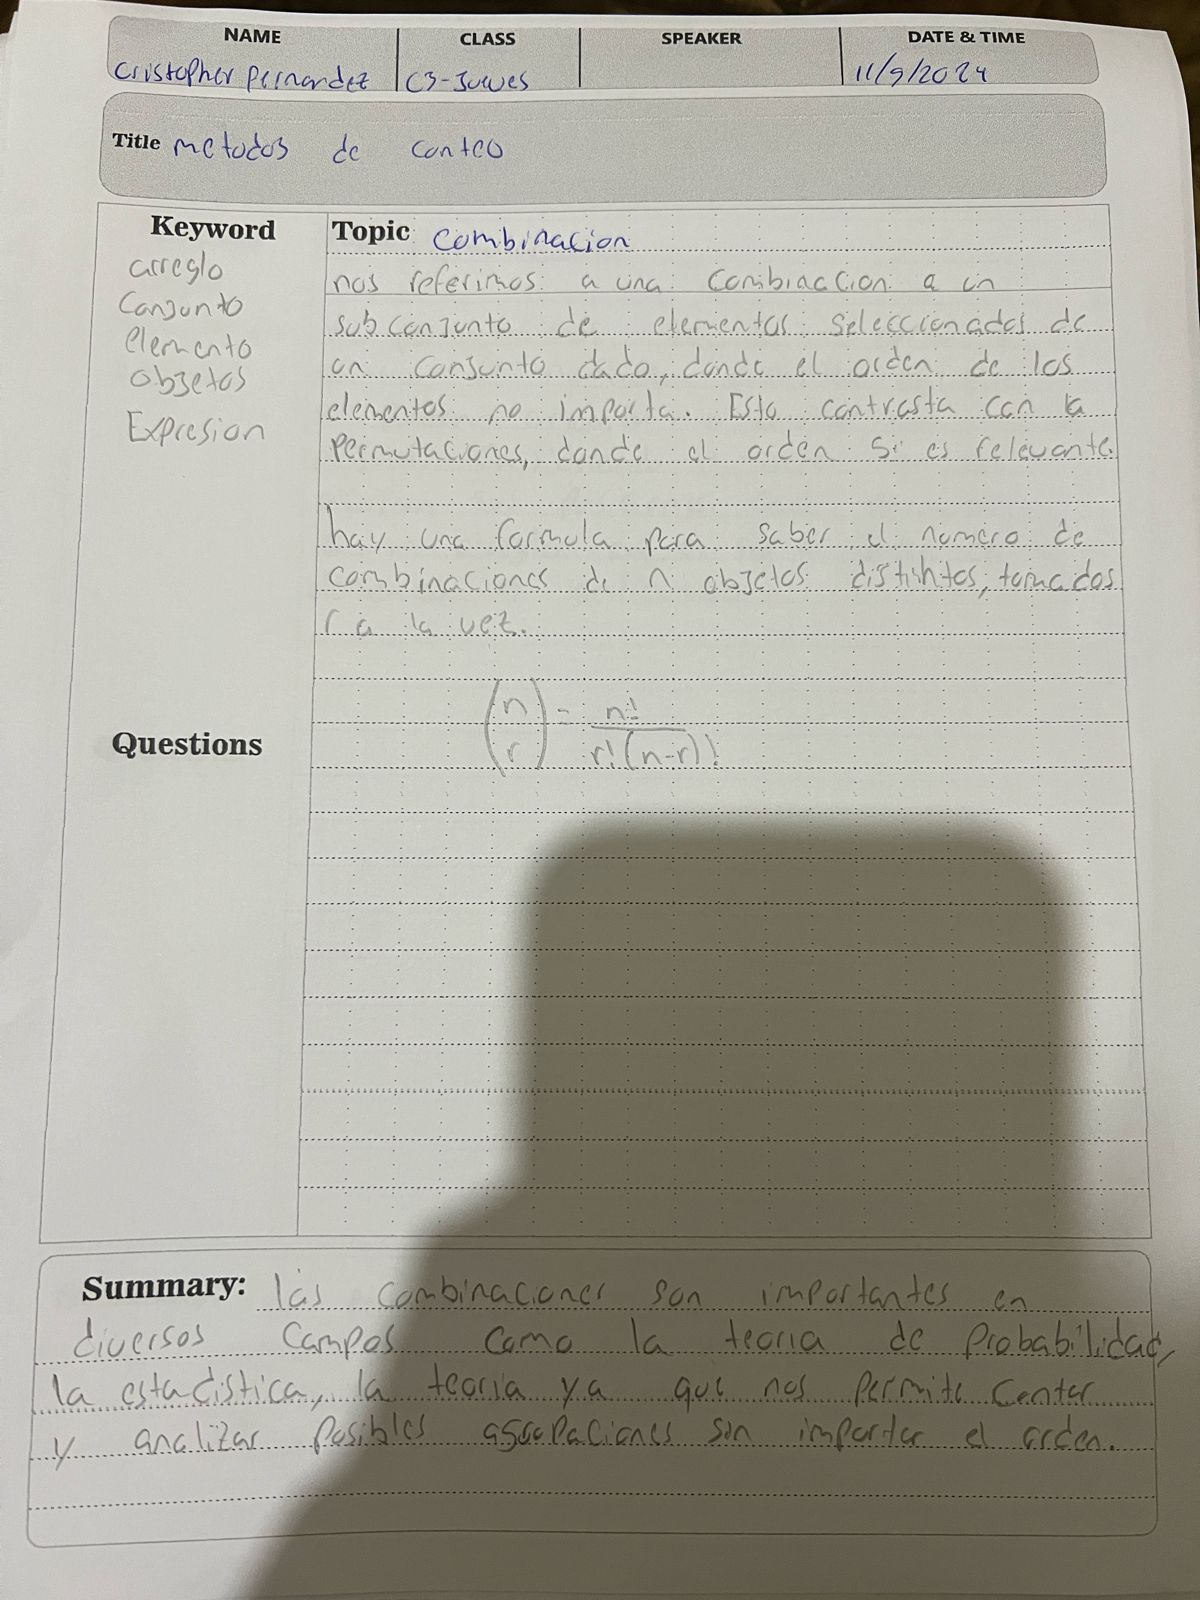 NAME CLASS SPEAKER DATE & TIME
Cristopher Pernandez C3-Jueves 11/9/2024
Title metodos de conteo
Keyword
arreglo
Conjunto
elemento
objetos
Expresion
Questions
Topic Combinacion
nos referimos a una Combiaccion a un
subconjunto de elementos seleccionados de
un conjunto dado, donde el orden de los
elementos no importa. Esto contrasta con la
Permutaciones, donde el orden si es relevante.
hay una formula para saber el numero de
combinaciones de n objetos distintos, tomados
r a la vez.
(n r) = n! / r!(n-r)!
Summary: las combinaciones son importantes en
diversos Campos como la teoria de Probabilidad,
la estadistica, la teoria ya que nos Permite Contar
y analizar Posibles agrupaciones sin importar el orden.